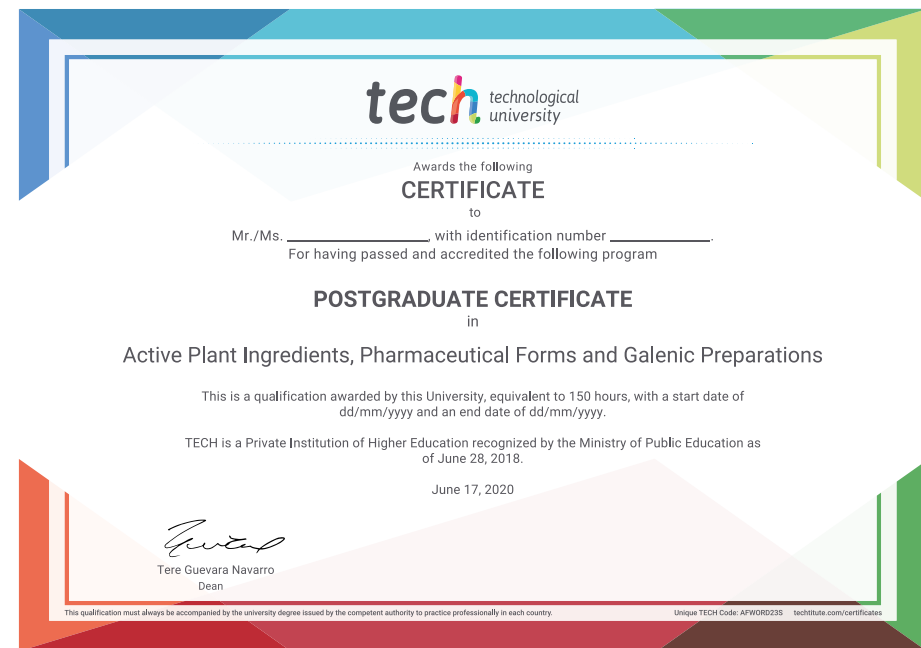 tech technological
university
Awards the following
CERTIFICATE
to
Mr./Ms. ____________________, with identification number ______________.
For having passed and accredited the following program
POSTGRADUATE CERTIFICATE
in
Active Plant Ingredients, Pharmaceutical Forms and Galenic Preparations
This is a qualification awarded by this University, equivalent to 150 hours, with a start date of
dd/mm/yyyy and an end date of dd/mm/yyyy.
TECH is a Private Institution of Higher Education recognized by the Ministry of Public Education as
of June 28, 2018.
June 17, 2020
Tere Guevara Navarro
Dean
This qualification must always be accompanied by the university degree issued by the competent authority to practice professionally in each country. Unique TECH Code: AFWORD23S techtitute.com/certificates